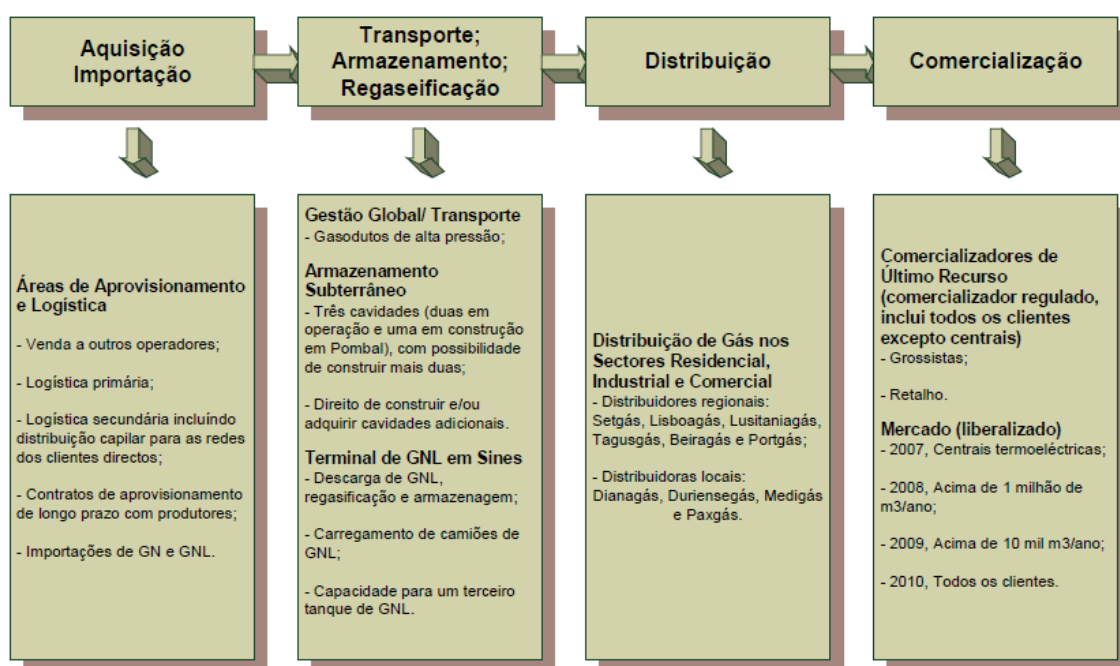 Aquisição
Importação
Transporte;
Armazenamento;
Regaseificação
Distribuição
Comercialização
Áreas de Aprovisionamento
e Logística
- Venda a outros operadores;
- Logística primária;
- Logística secundária incluíndo
distribuição capilar para as redes
dos clientes directos;
- Contratos de aprovisionamento
de longo prazo com produtores;
- Importações de GN e GNL.
Gestão Global/ Transporte
- Gasodutos de alta pressão;
Armazenamento
Subterrâneo
- Três cavidades (duas em
operação e uma em construção
em Pombal), com possibilidade
de construir mais duas;
- Direito de construir e/ou
adquirir cavidades adicionais.
Terminal de GNL em Sines
- Descarga de GNL,
regasificação e armazenagem;
- Carregamento de camiões de
GNL;
- Capacidade para um terceiro
tanque de GNL.
Distribuição de Gás nos
Sectores Residencial,
Industrial e Comercial
- Distribuidores regionais:
Setgás, Lisboagás, Lusitaniagás,
Tagusgás, Beiragás e Portgás;
- Distribuidoras locais:
Dianagás, Duriensegás, Medigás
e Paxgás.
Comercializadores de
Último Recurso
(comercializador regulado,
inclui todos os clientes
excepto centrais)
- Grossistas;
- Retalho.
Mercado (liberalizado)
- 2007, Centrais termoeléctricas;
- 2008, Acima de 1 milhão de
m3/ano;
- 2009, Acima de 10 mil m3/ano;
- 2010, Todos os clientes.